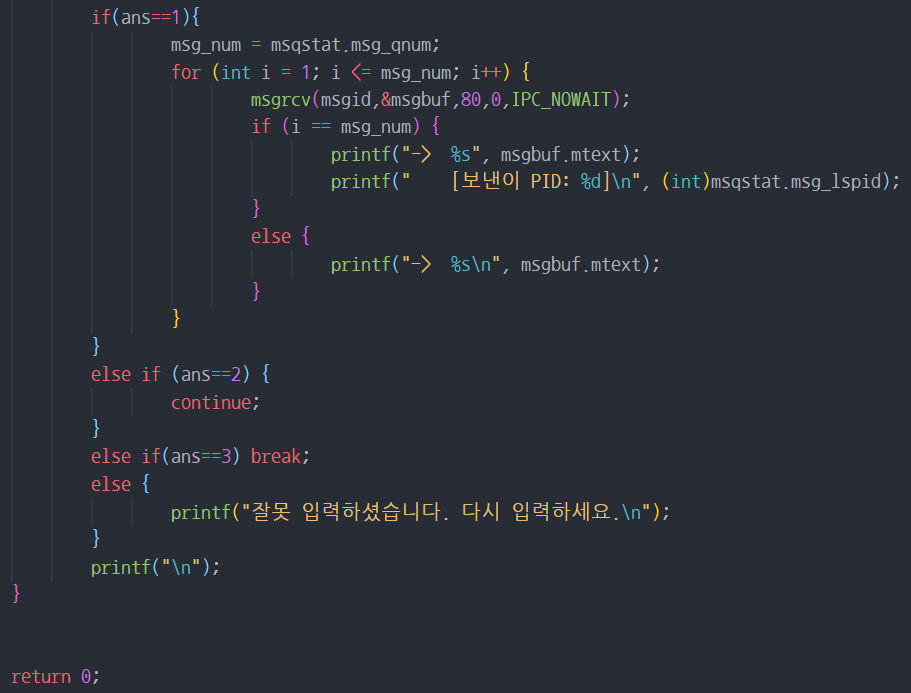 if(ans==1){
msg_num = msqstat.msg_qnum;
for (int i = 1; i <= msg_num; i++) {
msgrcv(msgid,&msgbuf,80,0,IPC_NOWAIT);
if (i == msg_num) {
printf("->  %s", msgbuf.mtext);
printf("    [보낸이 PID: %d]\n", (int)msqstat.msg_lspid);
}
else {
printf("->  %s\n", msgbuf.mtext);
}
}
}
else if (ans==2) {
continue;
}
else if(ans==3) break;
else {
printf("잘못 입력하셨습니다. 다시 입력하세요.\n");
}
printf("\n");
}
return 0;